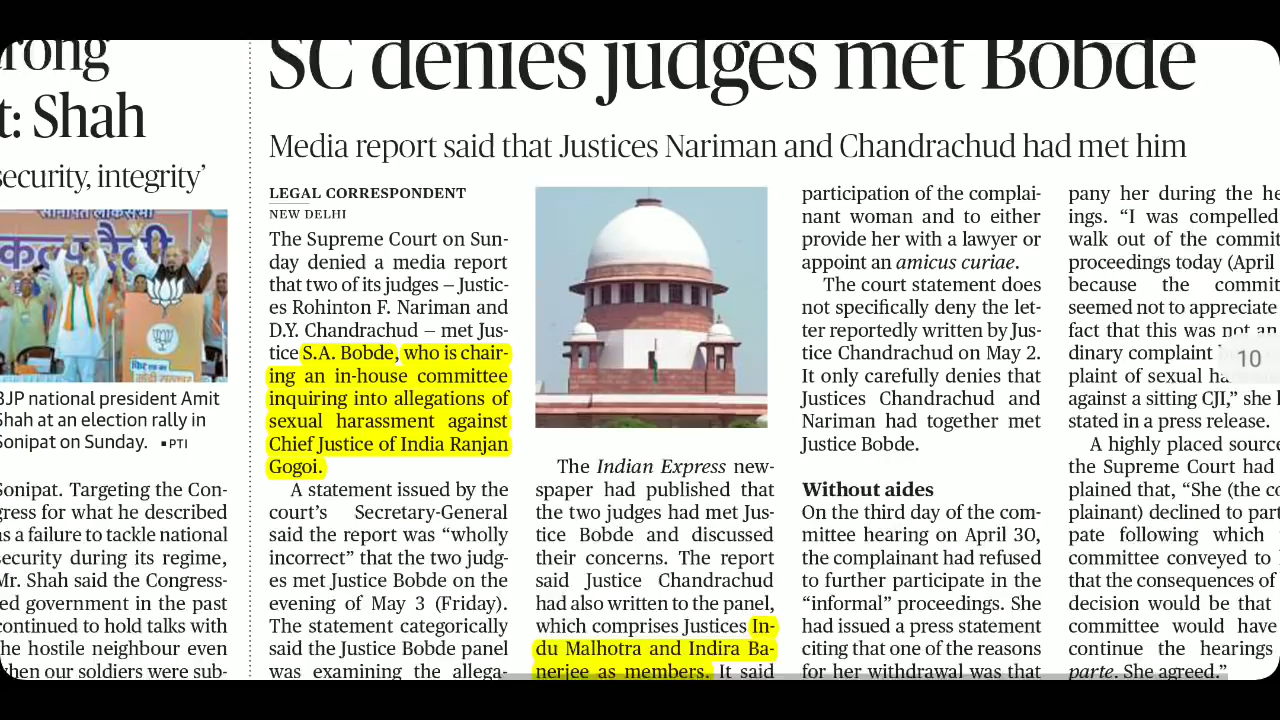 rong
t: Shah
security, integrity’
सामाप्त लोकसभा
BJP national president Amit
Shah at an election rally in
Sonipat on Sunday. ▪PTI
Sonipat. Targeting the Con-
gress for what he described
as a failure to tackle national
security during its regime,
Mr. Shah said the Congress-
ed government in the past
continued to hold talks with
the hostile neighbour even
when our soldiers were sub-
SC denies judges met Bobde
Media report said that Justices Nariman and Chandrachud had met him
LEGAL CORRESPONDENT
NEW DELHI
The Supreme Court on Sun-
day denied a media report
that two of its judges – Justic-
es Rohinton F. Nariman and
D.Y. Chandrachud – met Jus-
tice S.A. Bobde, who is chair-
ing an in-house committee
inquiring into allegations of
sexual harassment against
Chief Justice of India Ranjan
Gogoi.
A statement issued by the
court’s Secretary-General
said the report was “wholly
incorrect” that the two judg-
es met Justice Bobde on the
evening of May 3 (Friday).
The statement categorically
said the Justice Bobde panel
was examining the allega-
The Indian Express new-
spaper had published that
the two judges had met Jus-
tice Bobde and discussed
their concerns. The report
said Justice Chandrachud
had also written to the panel,
which comprises Justices In-
du Malhotra and Indira Ba-
nerjee as members. It said
participation of the complai-
nant woman and to either
provide her with a lawyer or
appoint an amicus curiae.
The court statement does
not specifically deny the let-
ter reportedly written by Jus-
tice Chandrachud on May 2.
It only carefully denies that
Justices Chandrachud and
Nariman had together met
Justice Bobde.
Without aides
On the third day of the com-
mittee hearing on April 30,
the complainant had refused
to further participate in the
“informal” proceedings. She
had issued a press statement
citing that one of the reasons
for her withdrawal was that
pany her during the he
ings. “I was compelled
walk out of the commit
proceedings today (April
because the commit
seemed not to appreciate
fact that this was not an
dinary complaint
plaint of sexual ha
against a sitting CJI,” she h
stated in a press release.
A highly placed source
the Supreme Court had
plained that, “She (the co
plainant) declined to part
pate following which
committee conveyed to
that the consequences of
decision would be that
committee would have
continue the hearings
parte. She agreed.”
10